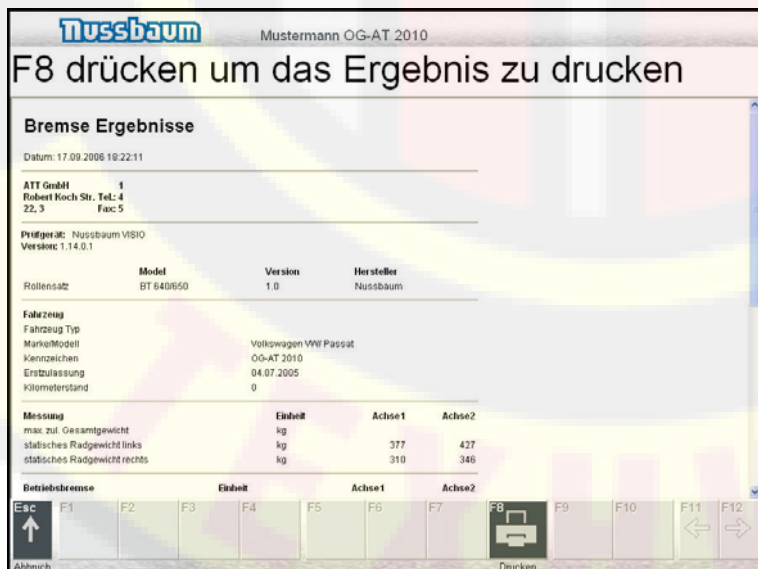 Nussbaum Mustermann OG-AT 2010
F8 drücken um das Ergebnis zu drucken
Bremse Ergebnisse
Datum: 17.09.2006 18:22:11
ATT GmbH 1
Robert Koch Str. Tel.: 4
22, 3 Fax: 5
Prüfgerät: Nussbaum VISIO
Version: 1.14.0.1
Model Version Hersteller
Rollensatz BT 640/650 1.0 Nussbaum
Fahrzeug
Fahrzeug Typ
Marke/Modell Volkswagen VW/ Passat
Kennzeichen OG-AT 2010
Erstzulassung 04.07.2005
Kilometerstand 0
Messung Einheit Achse1 Achse2
max. zul. Gesamtgewicht kg
statisches Radgewicht links kg 377 427
statisches Radgewicht rechts kg 310 346
Betriebsbremse Einheit Achse1 Achse2
Esc F1 F2 F3 F4 F5 F6 F7 F8 F9 F10 F11 F12
Abbruch Drucken